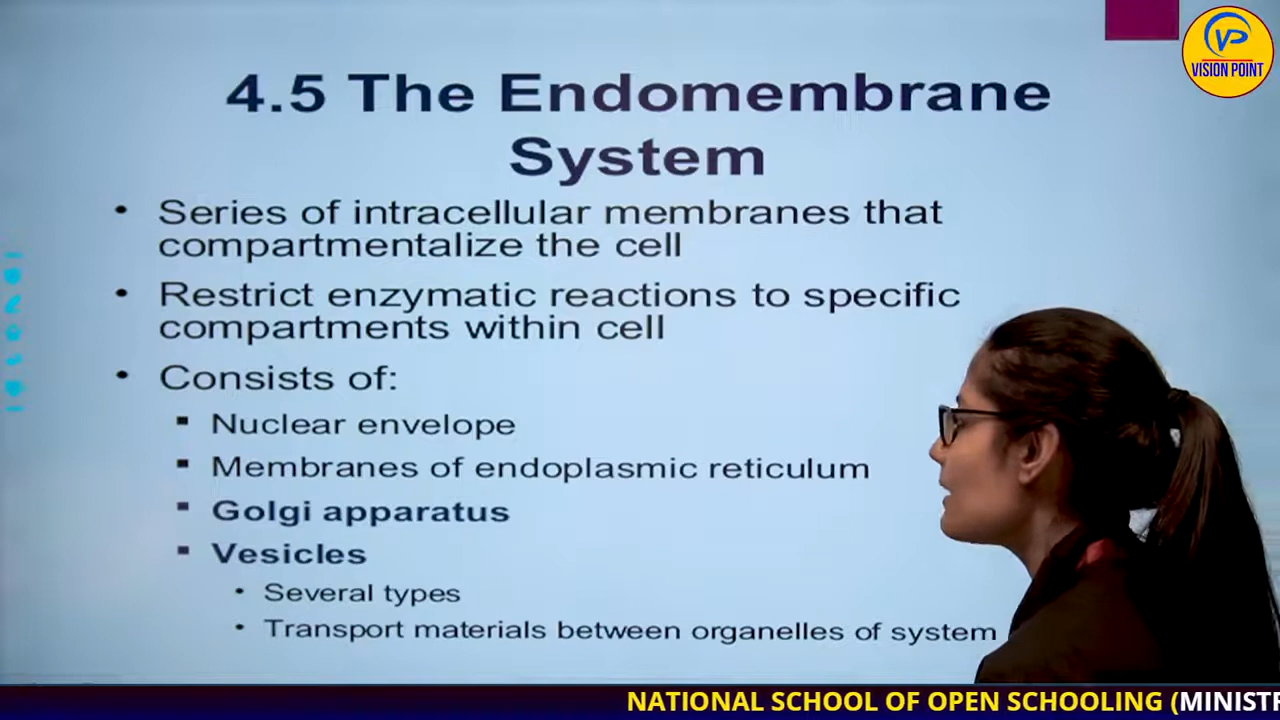 VP
VISION POINT
4.5 The Endomembrane
System
• Series of intracellular membranes that
compartmentalize the cell
• Restrict enzymatic reactions to specific
compartments within cell
• Consists of:
▪ Nuclear envelope
▪ Membranes of endoplasmic reticulum
▪ Golgi apparatus
▪ Vesicles
• Several types
• Transport materials between organelles of system
NATIONAL SCHOOL OF OPEN SCHOOLING (MINISTR